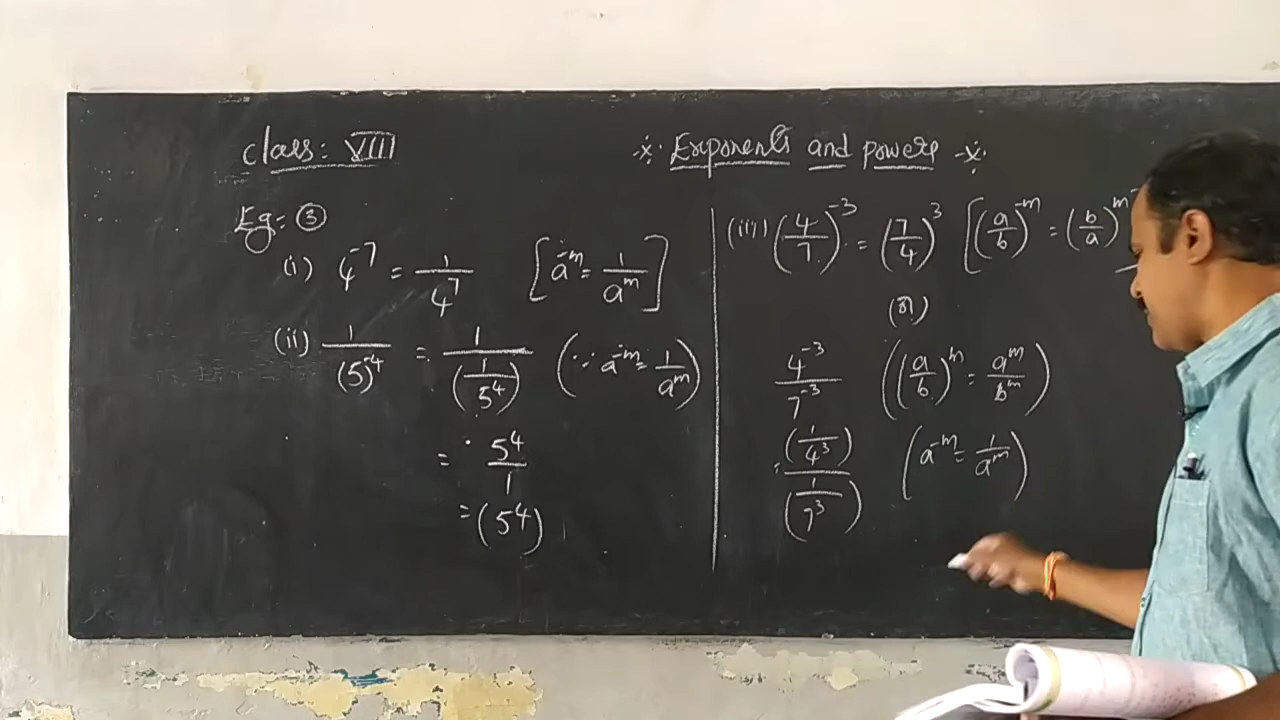 class: VIII
Exponents and powers
Eg: ③
(i) 4⁻⁷ = 1/4⁷ [a⁻ᵐ = 1/aᵐ]
(ii) 1/(5)⁻⁴ = 1/(1/5⁴) (∵ a⁻ᵐ = 1/aᵐ)
= 5⁴/1
= (5⁴)
(iii) (4/7)⁻³ = (7/4)³ [(a/b)⁻ᵐ = (b/a)ᵐ
4⁻³/7⁻³ ((a/b)ᵐ = aᵐ/bᵐ)
= (1/4³)/(1/7³) (a⁻ᵐ = 1/aᵐ)